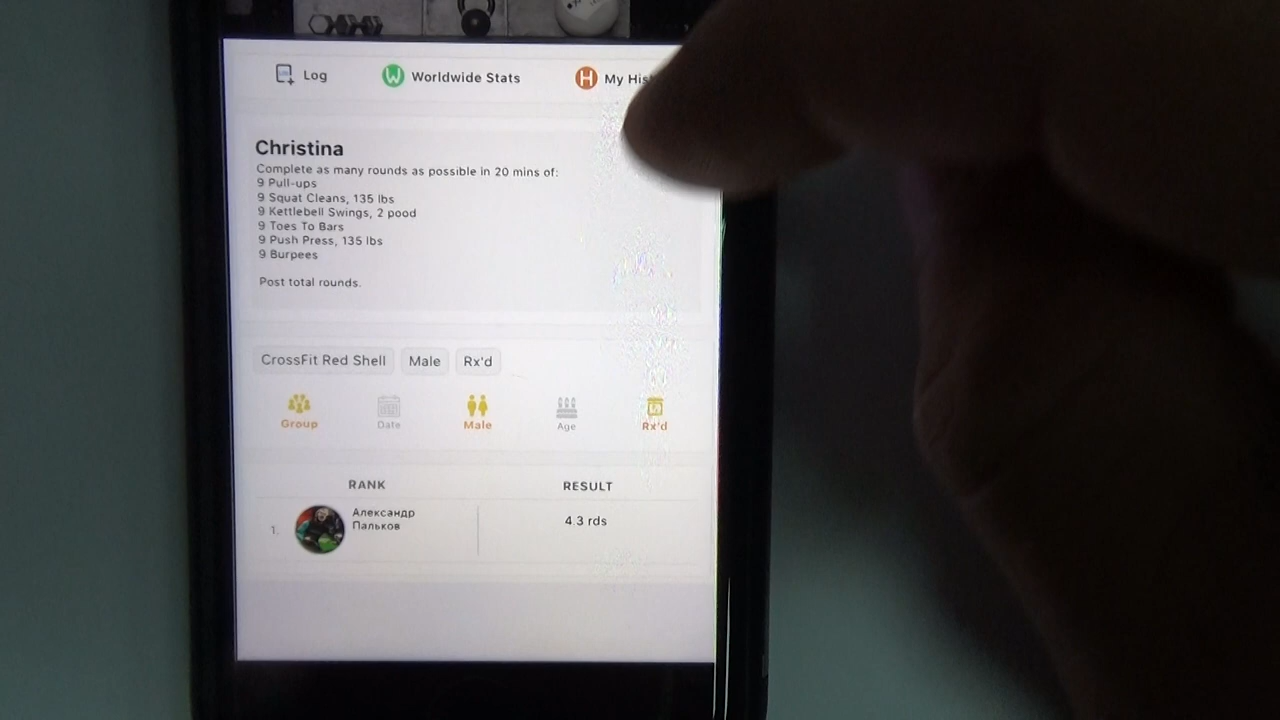 Log
Worldwide Stats
My His
Christina
Complete as many rounds as possible in 20 mins of:
9 Pull-ups
9 Squat Cleans, 135 lbs
9 Kettlebell Swings, 2 pood
9 Toes To Bars
9 Push Press, 135 lbs
9 Burpees
Post total rounds.
CrossFit Red Shell
Male
Rx'd
Group
Date
Male
Age
Rx'd
RANK
RESULT
1.
Александр
Пальков
4.3 rds